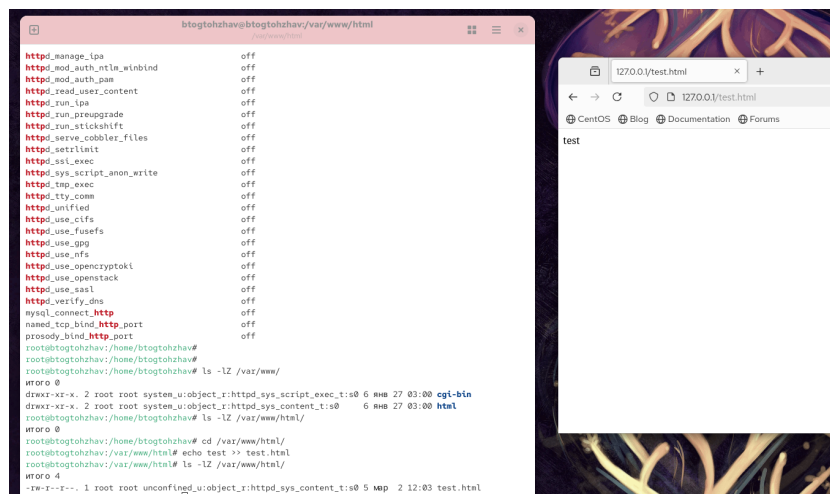 btogtohzhav@btogtohzhav:/var/www/html
/var/www/html
httpd_manage_ipa off
httpd_mod_auth_ntlm_winbind off
httpd_mod_auth_pam off
httpd_read_user_content off
httpd_run_ipa off
httpd_run_preupgrade off
httpd_run_stickshift off
httpd_serve_cobbler_files off
httpd_setrlimit off
httpd_ssi_exec off
httpd_sys_script_anon_write off
httpd_tmp_exec off
httpd_tty_comm off
httpd_unified off
httpd_use_cifs off
httpd_use_fusefs off
httpd_use_gpg off
httpd_use_nfs off
httpd_use_opencryptoki off
httpd_use_openstack off
httpd_use_sasl off
httpd_verify_dns off
mysql_connect_http off
named_tcp_bind_http_port off
prosody_bind_http_port off
root@btogtohzhav:/home/btogtohzhav#
root@btogtohzhav:/home/btogtohzhav#
root@btogtohzhav:/home/btogtohzhav# ls -lZ /var/www/
итого 0
drwxr-xr-x. 2 root root system_u:object_r:httpd_sys_script_exec_t:s0 6 янв 27 03:00 cgi-bin
drwxr-xr-x. 2 root root system_u:object_r:httpd_sys_content_t:s0 6 янв 27 03:00 html
root@btogtohzhav:/home/btogtohzhav# ls -lZ /var/www/html/
итого 0
root@btogtohzhav:/home/btogtohzhav# cd /var/www/html/
root@btogtohzhav:/var/www/html# echo test >> test.html
root@btogtohzhav:/var/www/html# ls -lZ /var/www/html/
итого 4
-rw-r--r--. 1 root root unconfined_u:object_r:httpd_sys_content_t:s0 5 мар 2 12:03 test.html
127.0.0.1/test.html
127.0.0.1/test.html
CentOS Blog Documentation Forums
test